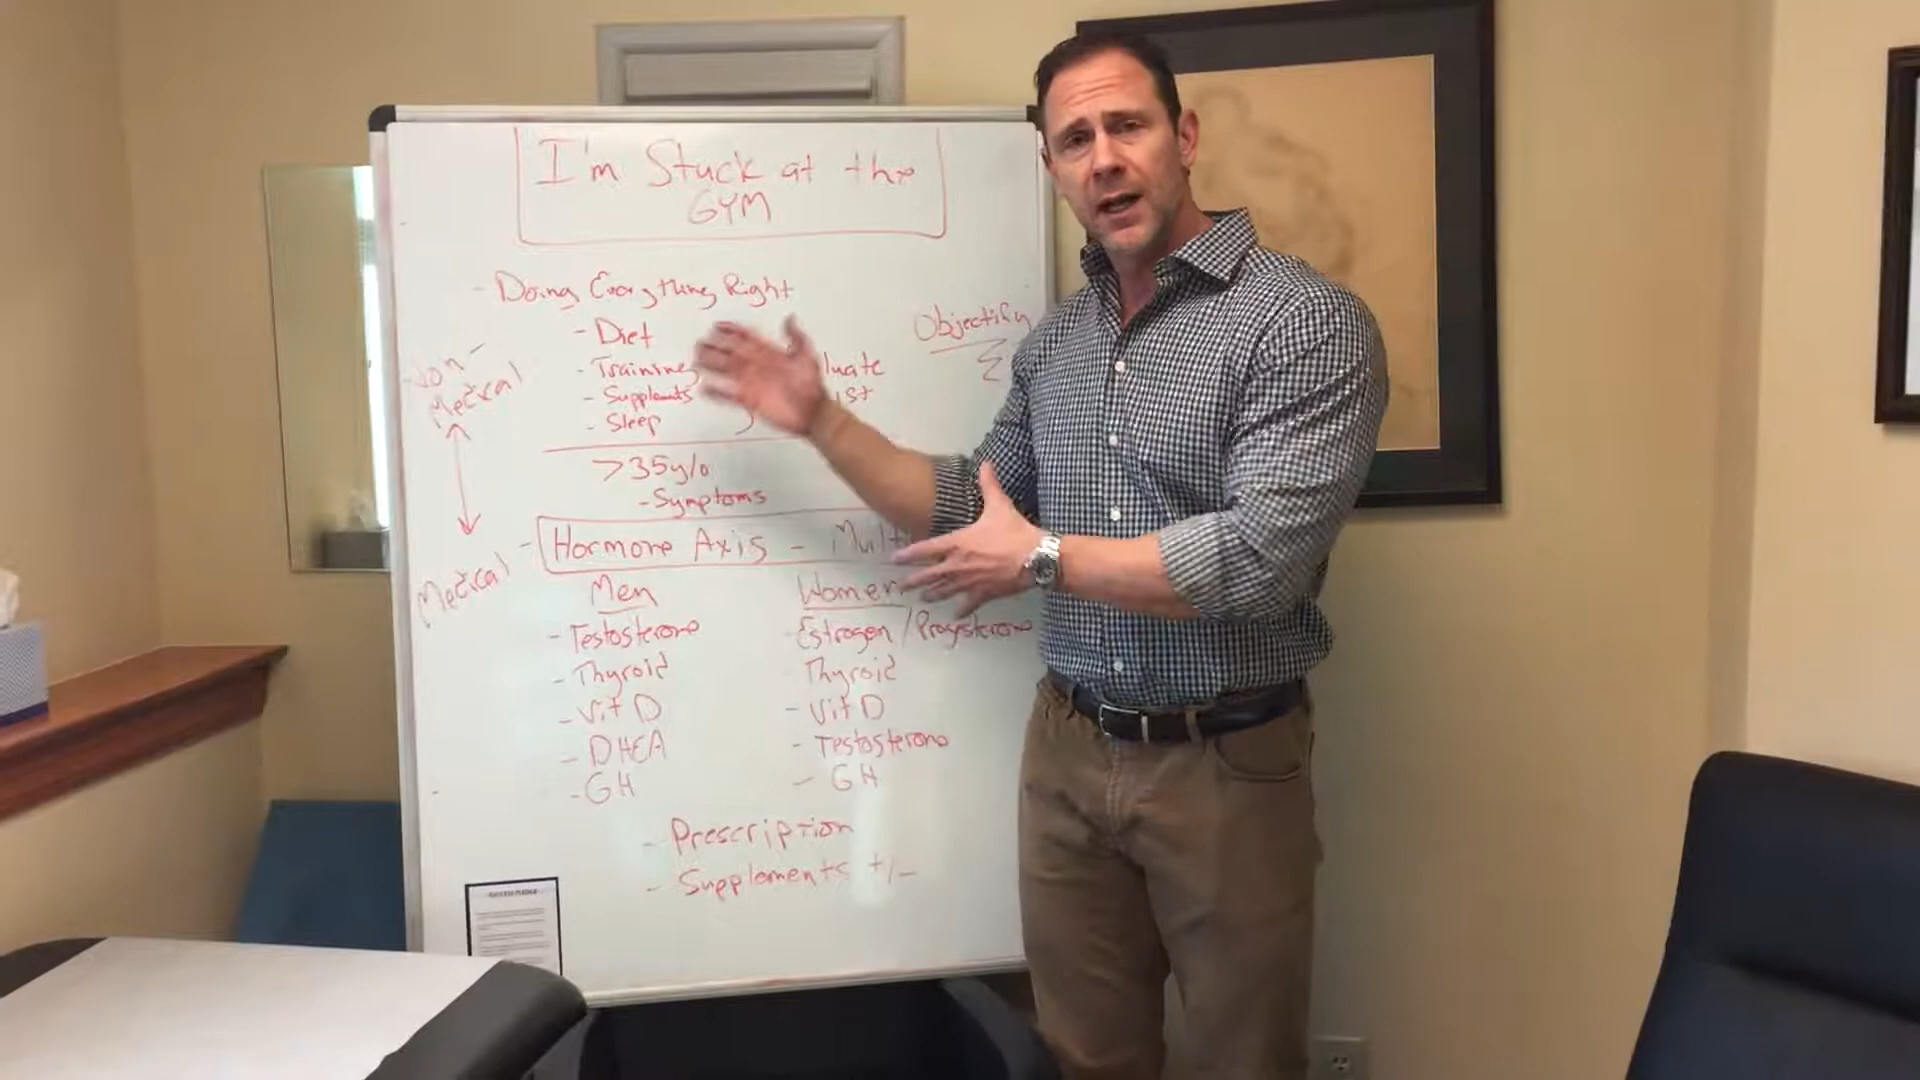 I'm Stuck at the
GYM
- Doing Everything Right
- Diet
- Training
- Supplements
- Sleep
Objectify
Non-
Medical
>35y/o
- Symptoms
- Hormone Axis -
Medical
Men
- Testosterone
- Thyroid
- Vit D
- DHEA
- GH
Women
- Estrogen / Progesterone
Thyroid
- Vit D
- Testosterone
- GH
- Prescription
- Supplements +/-